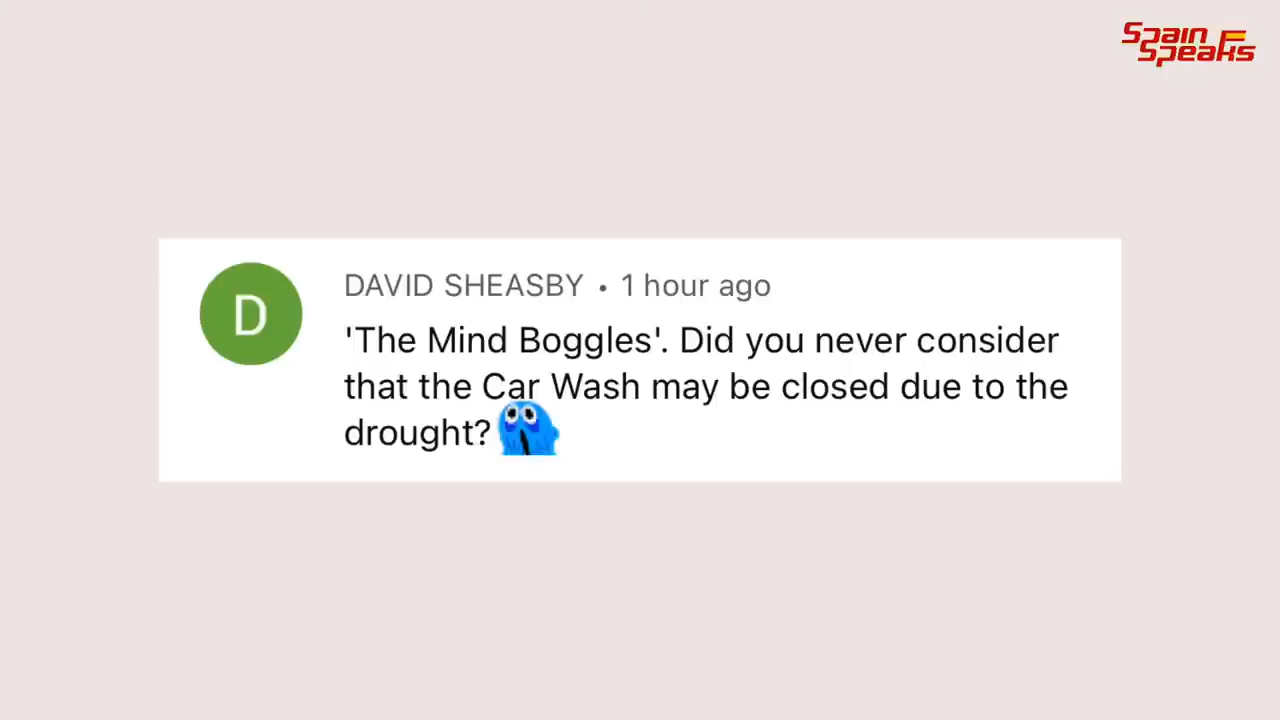 Spain
Speaks
D
DAVID SHEASBY • 1 hour ago
'The Mind Boggles'. Did you never consider
that the Car Wash may be closed due to the
drought?